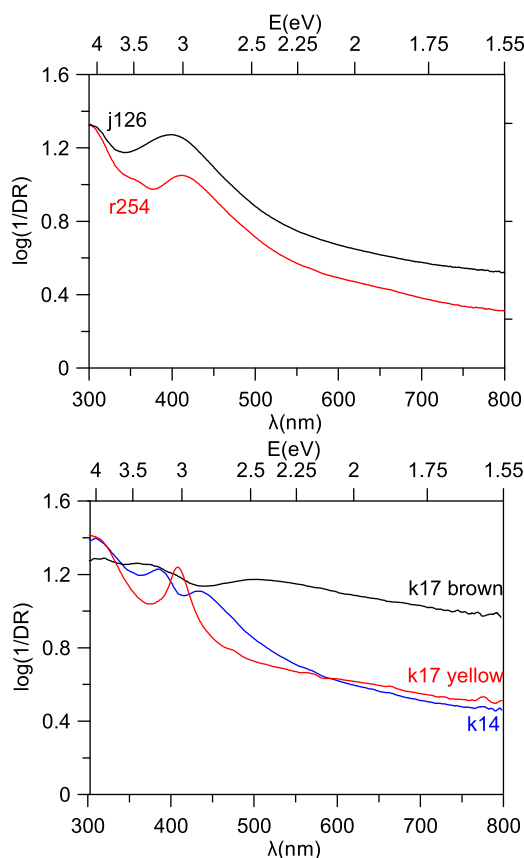 E(eV)
4 3.5 3 2.5 2.25 2 1.75 1.55
1.6
j126
1.2
r254
log(1/DR)
0.8
0.4
0
300 400 500 600 700 800
λ(nm)
E(eV)
4 3.5 3 2.5 2.25 2 1.75 1.55
1.6
1.2
k17 brown
log(1/DR)
0.8
k17 yellow
k14
0.4
0
300 400 500 600 700 800
λ(nm)